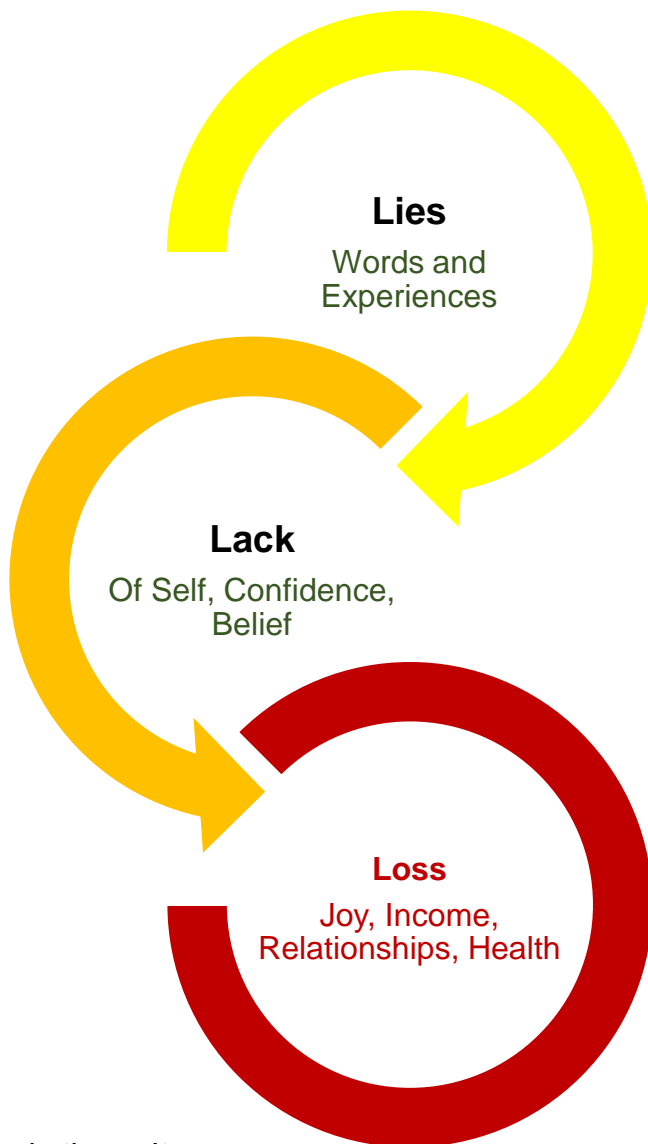 Lies
Words and
Experiences
Lack
Of Self, Confidence,
Belief
Loss
Joy, Income,
Relationships, Health